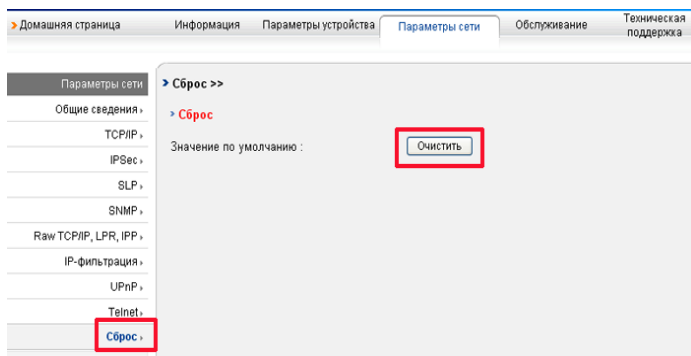 Домашняя страница
Информация
Параметры устройства
Параметры сети
Обслуживание
Техническая
поддержка
Параметры сети
Общие сведения
TCP/IP
IPSec
SLP
SNMP
Raw TCP/IP, LPR, IPP
IP-фильтрация
UPnP
Telnet
Сброс
Сброс >>
Сброс
Значение по умолчанию :
Очистить